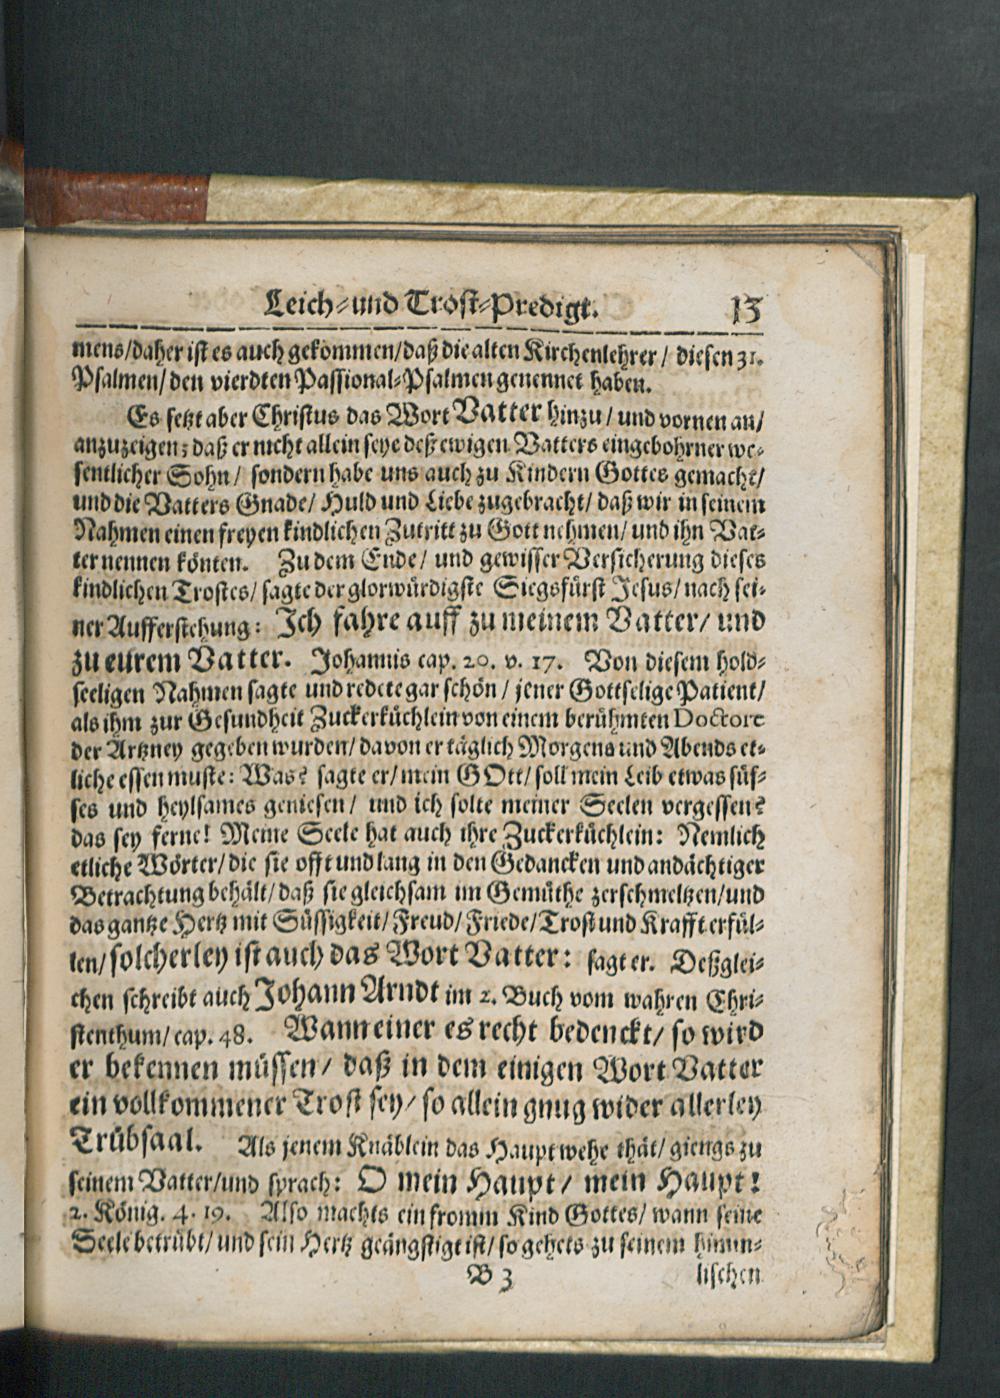 Leich-und Trost-Predigt. 13
mens/daher ist es auch gekommen/daß die alten Kirchenlehrer/ diesen 31.
Psalmen/ den vierdten Passional-Psalmen genennet haben.
Es setzt aber Christus das Wort Vatter hinzu/ und vornen an/
anzuzeigen; daß er nicht allein seye deß ewigen Vatters eingebohrner we-
sentlicher Sohn/ sondern habe uns auch zu Kindern Gottes gemacht/
und die Vatters Gnade/ Huld und Liebe zugebracht/ daß wir in seinem
Nahmen einen freyen kindlichen Zutritt zu Gott nehmen/ und ihn Vat-
ter nennen könten. Zu dem Ende/ und gewisser Versicherung dieses
kindlichen Trostes/ sagte der glorwürdigste Siegsfürst Jesus/ nach sei-
ner Aufferstehung: Ich fahre auff zu meinem Vatter/ und
zu eurem Vatter. Johannis cap. 20. v. 17. Von diesem hold-
seeligen Nahmen sagte und redete gar schön/ jener Gottselige Patient/
als ihm zur Gesundheit Zuckerküchlein von einem berühmten Doctore
der Artzney gegeben wurden/ davon er täglich Morgens und Abends et-
liche essen muste: Was? sagte er/ mein GOtt/ soll mein Leib etwas süs-
ses und heylsames geniesen/ und ich solte meiner Seelen vergessen?
das sey ferne! Meine Seele hat auch ihre Zuckerküchlein: Nemlich
etliche Wörter/ die sie offt und lang in den Gedancken und andächtiger
Betrachtung behält/ daß sie gleichsam im Gemüthe zerschmeltzen/ und
das gantze Hertz mit Süssigkeit/ Freud/ Friede/ Trost und Krafft erfül-
len/ solcherley ist auch das Wort Vatter: sagt er. Deßglei-
chen schreibt auch Johann Arndt im 2. Buch vom wahren Chri-
stenthum/ cap. 48. Wann einer es recht bedenckt/ so wird
er bekennen müssen/ daß in dem einigen Wort Vatter
ein vollkommener Trost sey/ so allein gnug wider allerley
Trübsaal. Als jenem Knäblein das Haupt wehe thät/ giengs zu
seinem Vatter/und sprach: O mein Haupt/ mein Haupt!
2. König. 4. 19. Also machts ein fromm Kind Gottes/ wann seine
Seele betrübt/ und sein Hertz geängstigt ist/ so gehets zu seinem himm-
B 3 lischen